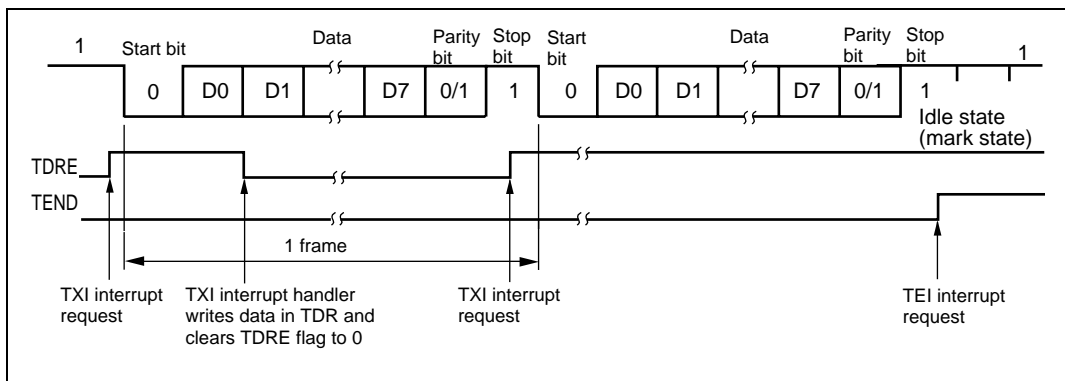 1
Start bit
Data
Parity bit
Stop bit
Start bit
Data
Parity bit
Stop bit
1
0
D0
D1
D7
0/1
1
0
D0
D1
D7
0/1
1
Idle state
(mark state)
TDRE
TEND
1 frame
TXI interrupt
request
TXI interrupt handler
writes data in TDR and
clears TDRE flag to 0
TXI interrupt
request
TEI interrupt
request